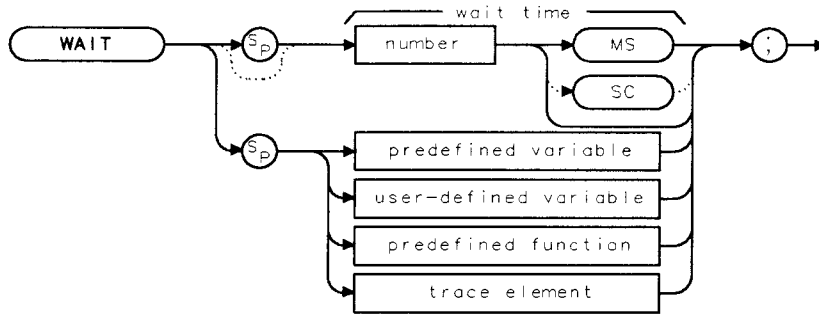 wait time
WAIT
SP
number
MS
;
SC
SP
predefined variable
user-defined variable
predefined function
trace element